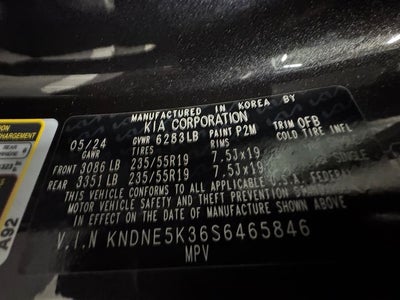 MANUFACTURED IN KOREA BY
KIA CORPORATION
05/24 GVWR 6283LB PAINT P2M TRIM OFB
GAWR TIRES RIMS COLD TIRE INFL
FRONT 3086 LB 235/55R19 7.5Jx19
REAR 3351 LB 235/55R19 7.5Jx19
THIS VEHICLE CONFORMS TO ALL APPLICABLE U.S.A. FEDERAL
MOTOR VEHICLE SAFETY AND THEFT PREVENTION
IN EFFECT ON THE DATE OF MANUFACTURE SHOWN ABOVE
V.I.N KNDNE5K36S6465846
MPV
CHARGEMENT
REAR
A92